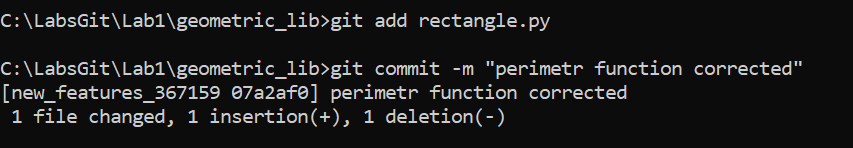 C:\LabsGit\Lab1\geometric_lib>git add rectangle.py
C:\LabsGit\Lab1\geometric_lib>git commit -m "perimetr function corrected"
[new_features_367159 07a2af0] perimetr function corrected
 1 file changed, 1 insertion(+), 1 deletion(-)